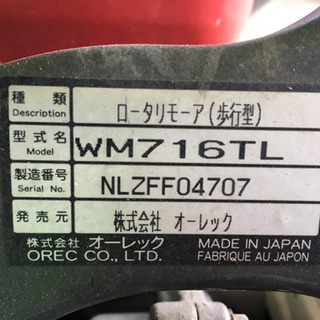 種類 ロータリモーア(歩行型)
Description
型式名 WM716TL
Model
製造番号 NLZFF04707
Serial No.
発売元 株式会社 オーレック
株式会社 オーレック MADE IN JAPAN
OREC CO., LTD. FABRIQUE AU JAPON